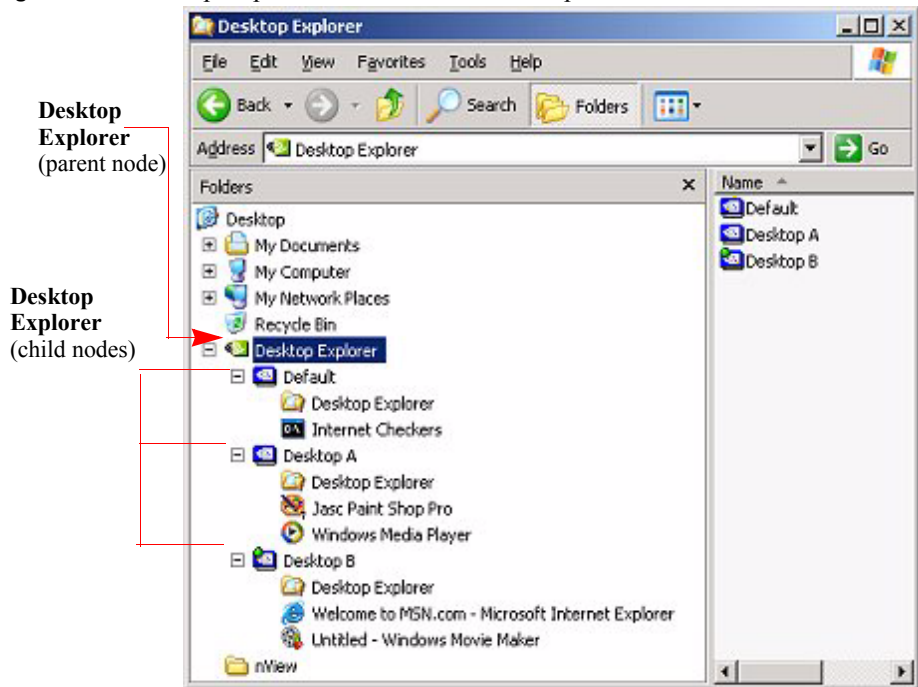 Desktop Explorer
File Edit View Favorites Tools Help
Back Search Folders
Address Desktop Explorer Go
Desktop
Explorer
(parent node)
Folders x
Desktop
My Documents
My Computer
My Network Places
Recycle Bin
Desktop Explorer
Default
Desktop Explorer
Internet Checkers
Desktop A
Desktop Explorer
Jasc Paint Shop Pro
Windows Media Player
Desktop B
Desktop Explorer
Welcome to MSN.com - Microsoft Internet Explorer
Untitled - Windows Movie Maker
nView
Name
Default
Desktop A
Desktop B
Desktop
Explorer
(child nodes)